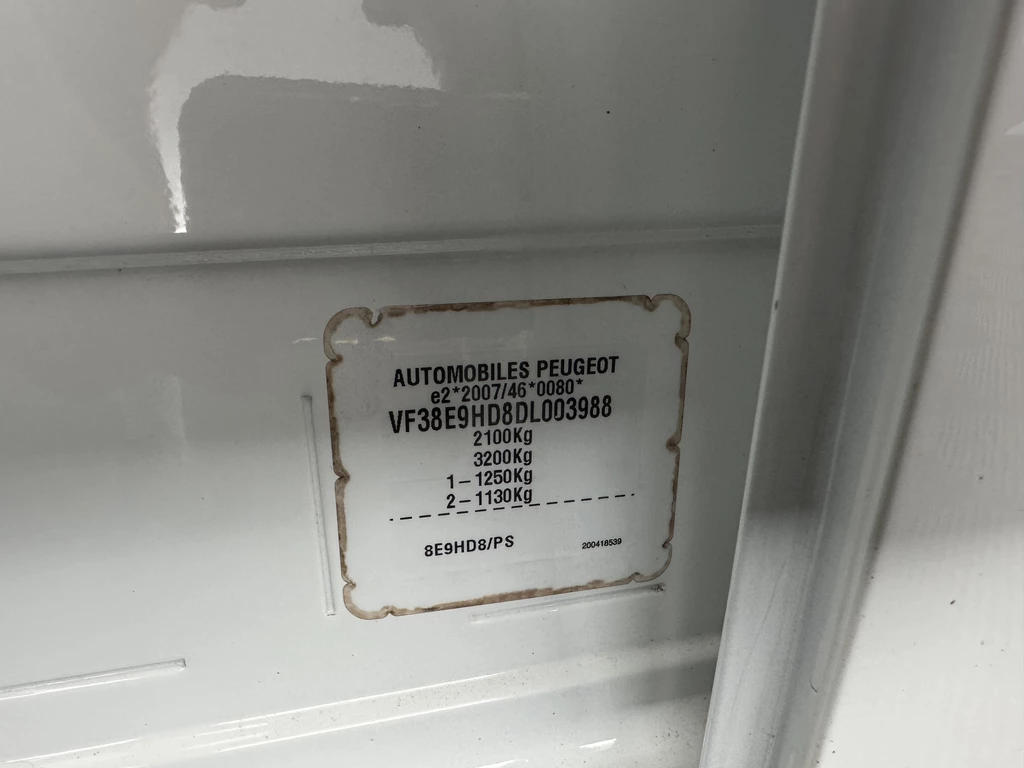 AUTOMOBILES PEUGEOT
e2*2007/46*0080*
VF38E9HD8DL003988
2100Kg
3200Kg
1-1250Kg
2-1130Kg
8E9HD8/PS 200418539